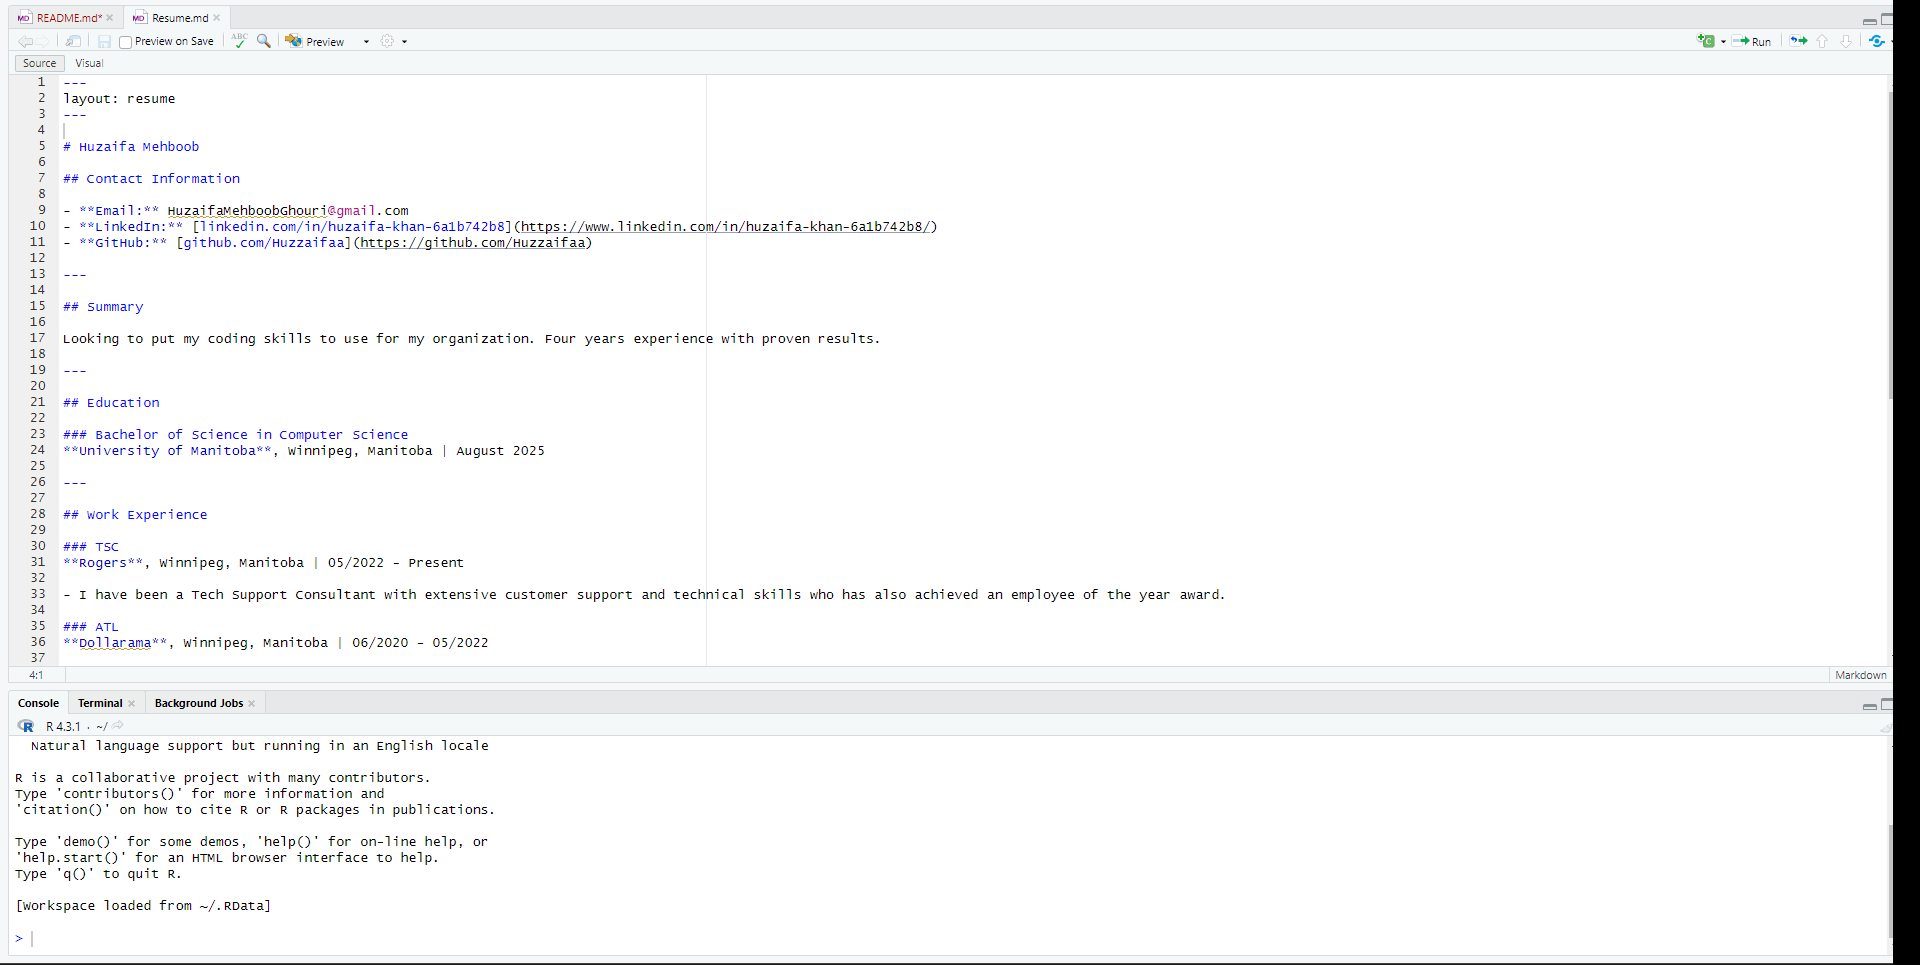 README.md*
Resume.md
Preview on Save
ABC
Preview
Run
Source
Visual
1 ---
2 layout: resume
3 ---
4
5 # Huzaifa Mehboob
6
7 ## Contact Information
8
9 - **Email:** HuzaifaMehboobGhouri@gmail.com
10 - **LinkedIn:** [linkedin.com/in/huzaifa-khan-6a1b742b8](https://www.linkedin.com/in/huzaifa-khan-6a1b742b8/)
11 - **GitHub:** [github.com/Huzzaifaa](https://github.com/Huzzaifaa)
12
13 ---
14
15 ## Summary
16
17 Looking to put my coding skills to use for my organization. Four years experience with proven results.
18
19 ---
20
21 ## Education
22
23 ### Bachelor of Science in Computer Science
24 **University of Manitoba**, Winnipeg, Manitoba | August 2025
25
26 ---
27
28 ## Work Experience
29
30 ### TSC
31 **Rogers**, Winnipeg, Manitoba | 05/2022 - Present
32
33 - I have been a Tech Support Consultant with extensive customer support and technical skills who has also achieved an employee of the year award.
34
35 ### ATL
36 **Dollarama**, Winnipeg, Manitoba | 06/2020 - 05/2022
37
4:1
Markdown
Console
Terminal
Background Jobs
R 4.3.1 · ~/
Natural language support but running in an English locale
R is a collaborative project with many contributors.
Type 'contributors()' for more information and
'citation()' on how to cite R or R packages in publications.
Type 'demo()' for some demos, 'help()' for on-line help, or
'help.start()' for an HTML browser interface to help.
Type 'q()' to quit R.
[Workspace loaded from ~/.RData]
>